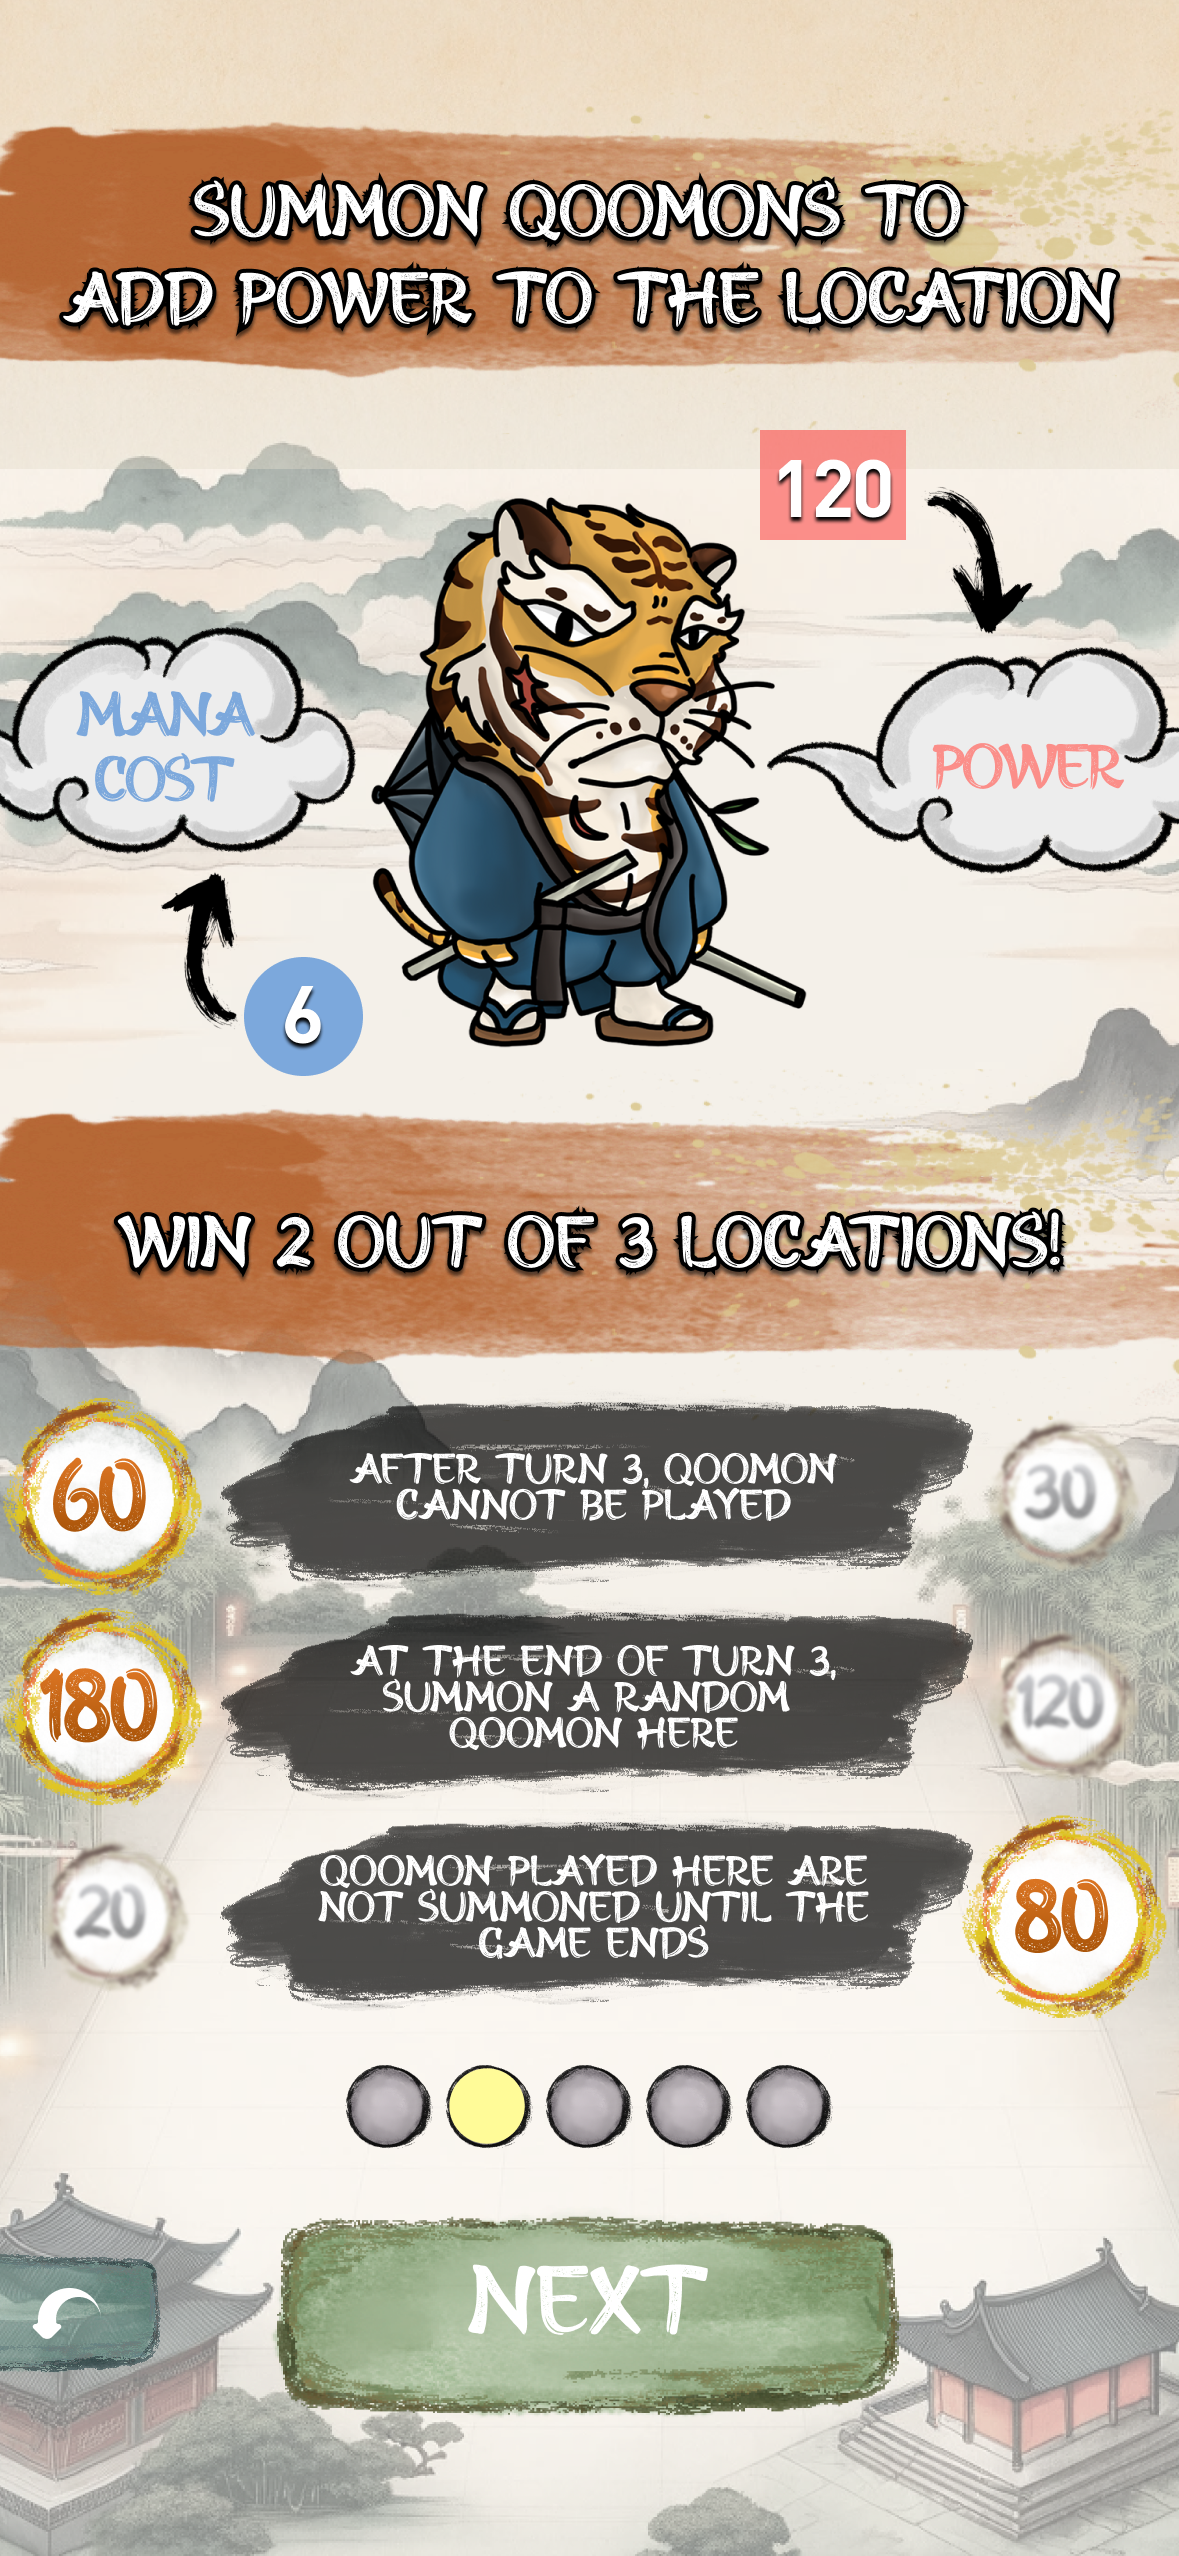 SUMMON QOOMONS TO
ADD POWER TO THE LOCATION
120
MANA
COST
POWER
6
WIN 2 OUT OF 3 LOCATIONS!
60
AFTER TURN 3, QOOMON
CANNOT BE PLAYED
30
180
AT THE END OF TURN 3,
SUMMON A RANDOM
QOOMON HERE
120
20
QOOMON PLAYED HERE ARE
NOT SUMMONED UNTIL THE
GAME ENDS
80
NEXT